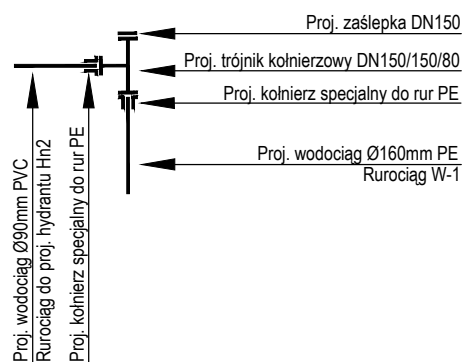 Proj. zaślepka DN150
Proj. trójnik kołnierzowy DN150/150/80
Proj. kołnierz specjalny do rur PE
Proj. wodociąg Ø160mm PE
Rurociąg W-1
Proj. wodociąg Ø90mm PVC
Rurociąg do proj. hydrantu Hn2
Proj. kołnierz specjalny do rur PE